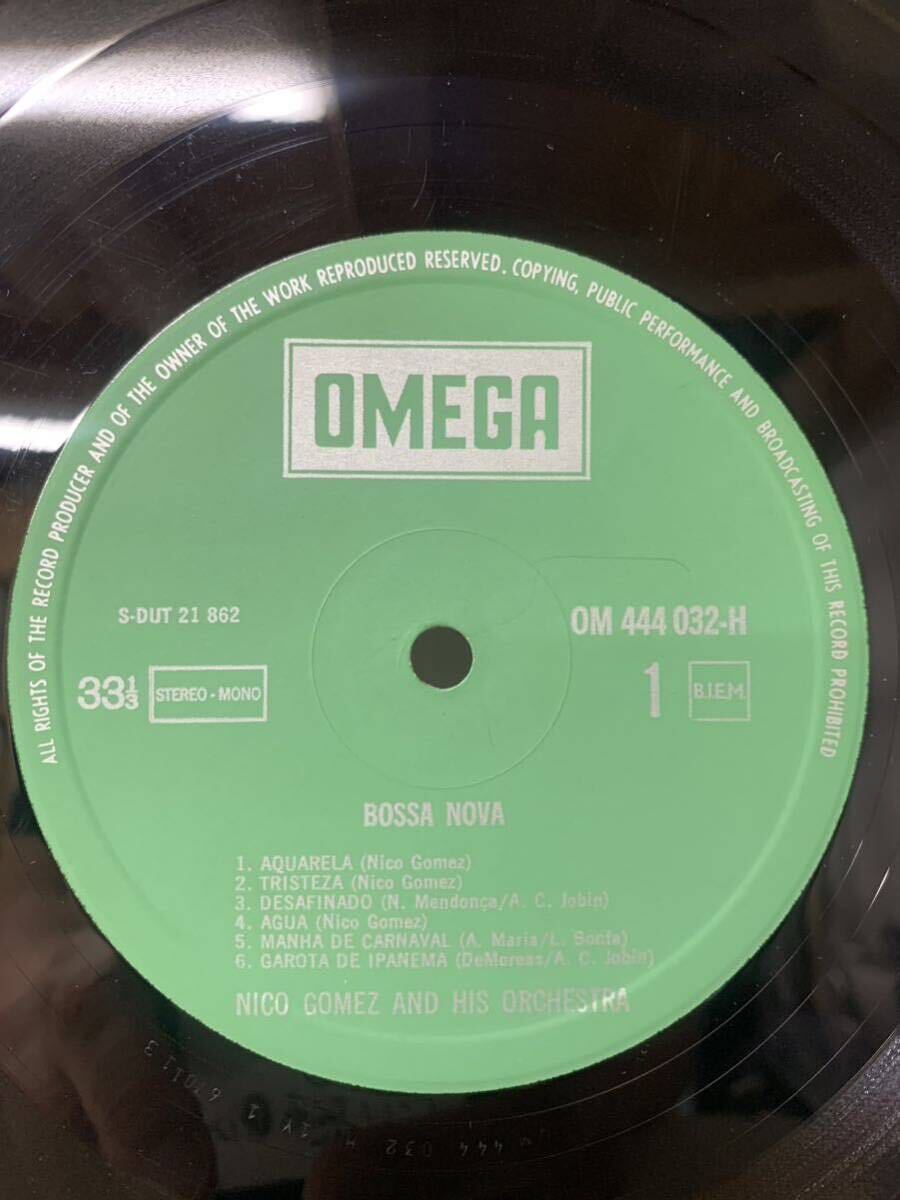 ALL RIGHTS OF THE RECORD PRODUCER AND OF THE OWNER OF THE WORK REPRODUCED RESERVED. COPYING, PUBLIC PERFORMANCE AND BROADCASTING OF THIS RECORD PROHIBITED
OMEGA
S-DUT 21 862
OM 444 032-H
33⅓ STEREO - MONO
1 B.I.E.M.
BOSSA NOVA
1. AQUARELA (Nico Gomez)
2. TRISTEZA (Nico Gomez)
3. DESAFINADO (N. Mendonça/A. C. Jobin)
4. AGUA (Nico Gomez)
5. MANHA DE CARNAVAL (A. Maria/L. Bonfa)
6. GAROTA DE IPANEMA (DeMoreas/A. C. Jobin)
NICO GOMEZ AND HIS ORCHESTRA
444 032